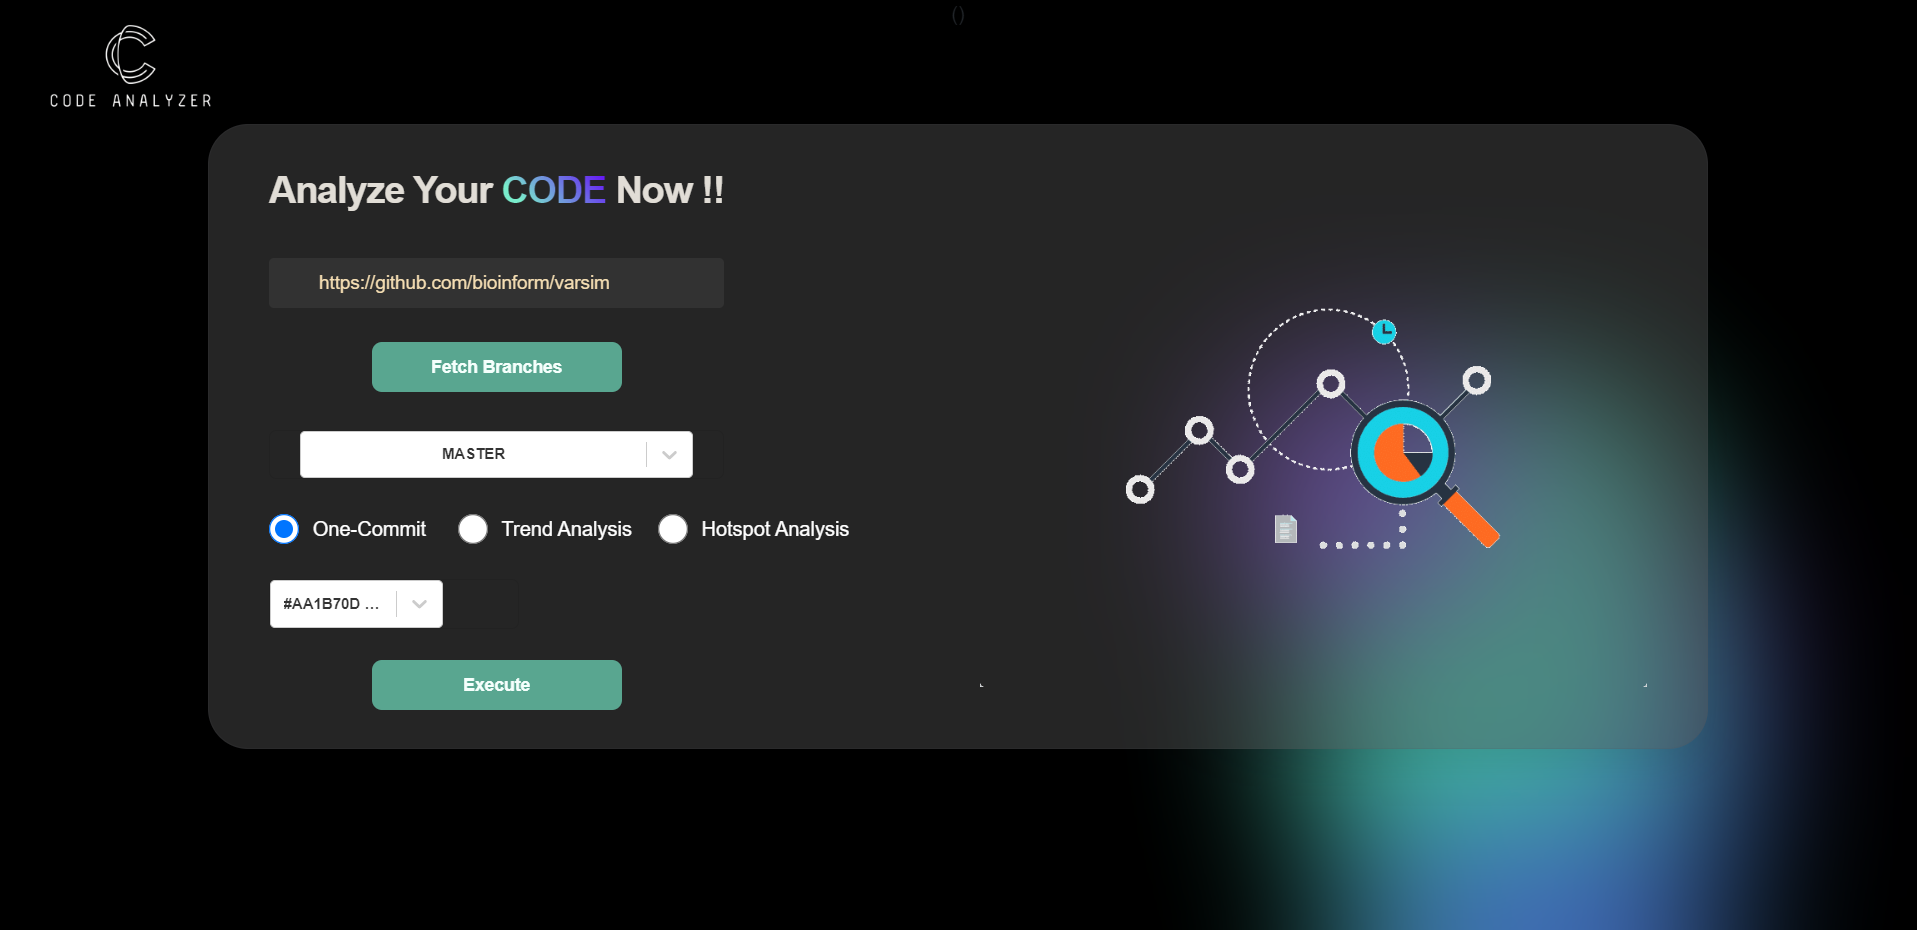 ()
CODE ANALYZER
Analyze Your CODE Now !!
https://github.com/bioinform/varsim
Fetch Branches
MASTER
One-Commit Trend Analysis Hotspot Analysis
#AA1B70D ...
Execute